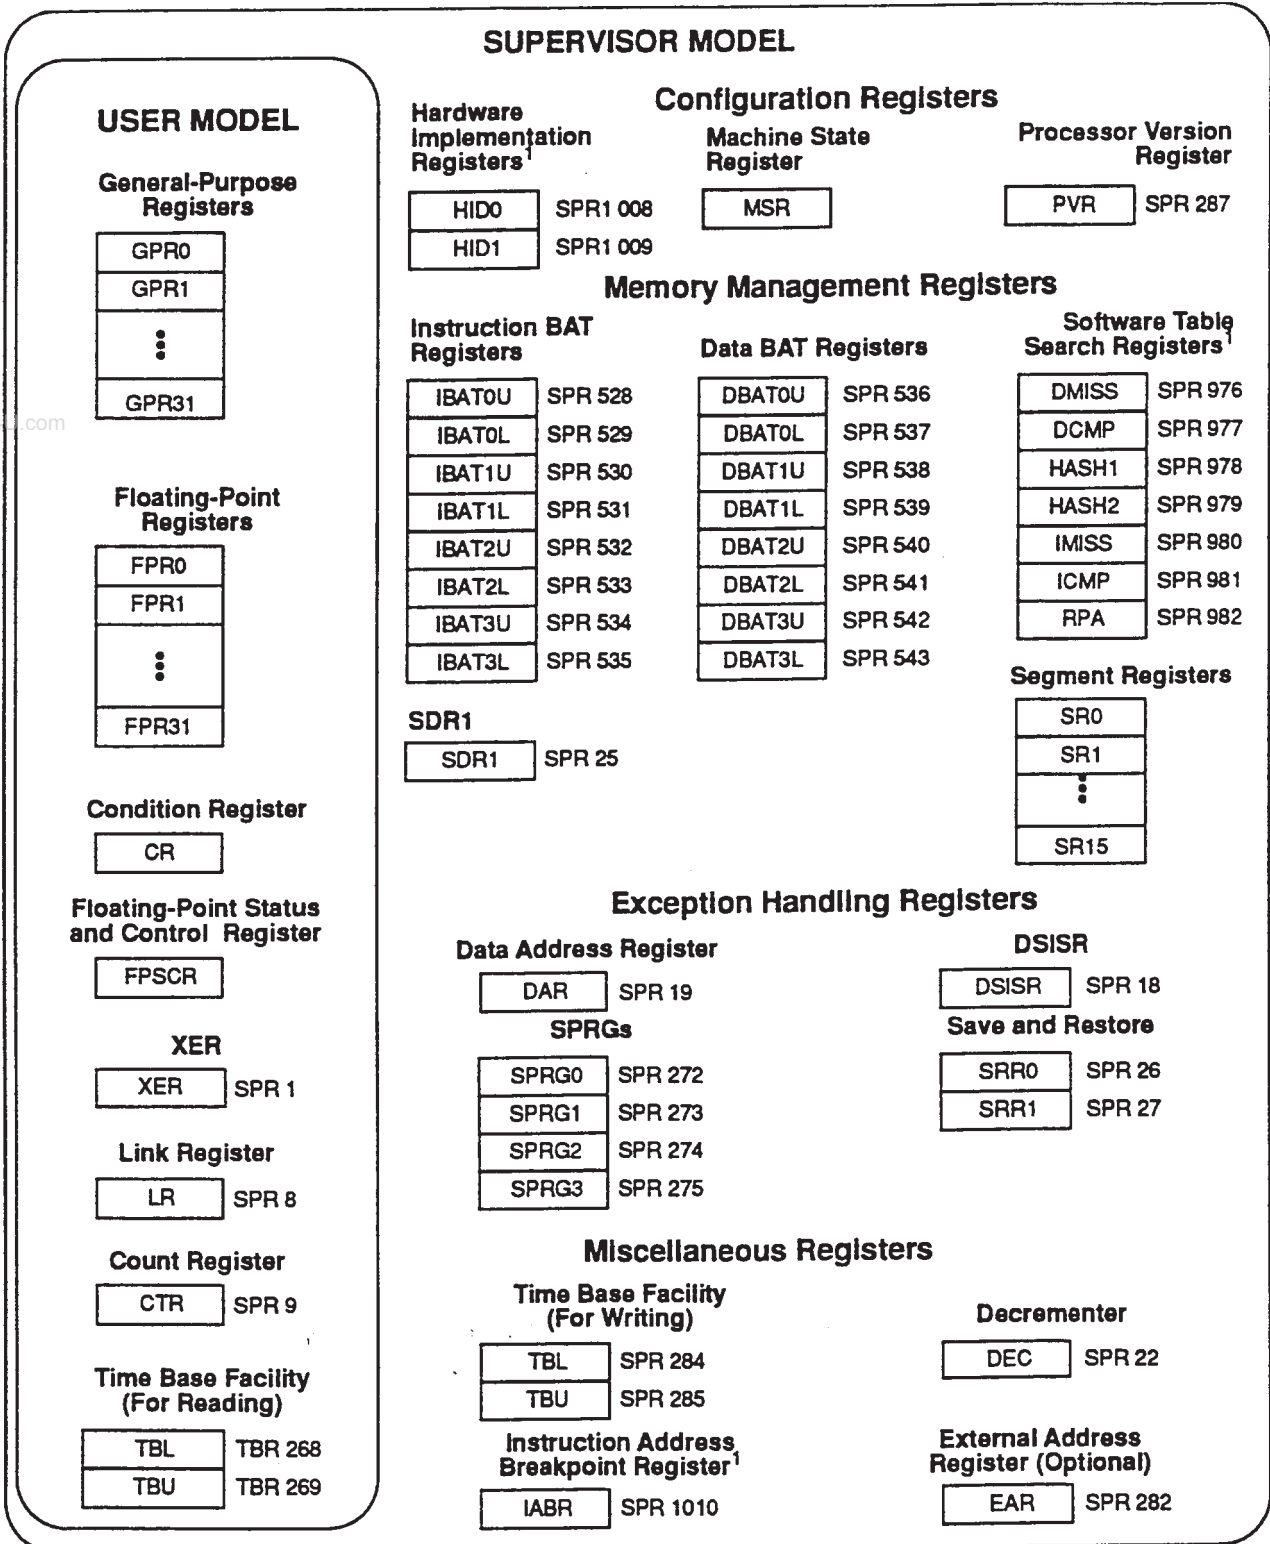 SUPERVISOR MODEL
USER MODEL
General-Purpose
Registers
GPR0
GPR1
GPR31
Floating-Point
Registers
FPR0
FPR1
FPR31
Condition Register
CR
Floating-Point Status
and Control Register
FPSCR
XER
XER SPR 1
Link Register
LR SPR 8
Count Register
CTR SPR 9
Time Base Facility
(For Reading)
TBL TBR 268
TBU TBR 269
Configuration Registers
Hardware
Implementation
Registers1
HID0 SPR1 008
HID1 SPR1 009
Machine State
Register
MSR
Processor Version
Register
PVR SPR 287
Memory Management Registers
Instruction BAT
Registers
IBAT0U SPR 528
IBAT0L SPR 529
IBAT1U SPR 530
IBAT1L SPR 531
IBAT2U SPR 532
IBAT2L SPR 533
IBAT3U SPR 534
IBAT3L SPR 535
Data BAT Registers
DBAT0U SPR 536
DBAT0L SPR 537
DBAT1U SPR 538
DBAT1L SPR 539
DBAT2U SPR 540
DBAT2L SPR 541
DBAT3U SPR 542
DBAT3L SPR 543
Software Table
Search Registers1
DMISS SPR 976
DCMP SPR 977
HASH1 SPR 978
HASH2 SPR 979
IMISS SPR 980
ICMP SPR 981
RPA SPR 982
SDR1
SDR1 SPR 25
Segment Registers
SR0
SR1
SR15
Exception Handling Registers
Data Address Register
DAR SPR 19
DSISR
DSISR SPR 18
SPRGs
SPRG0 SPR 272
SPRG1 SPR 273
SPRG2 SPR 274
SPRG3 SPR 275
Save and Restore
SRR0 SPR 26
SRR1 SPR 27
Miscellaneous Registers
Time Base Facility
(For Writing)
TBL SPR 284
TBU SPR 285
Decrementer
DEC SPR 22
Instruction Address
Breakpoint Register1
IABR SPR 1010
External Address
Register (Optional)
EAR SPR 282
.com